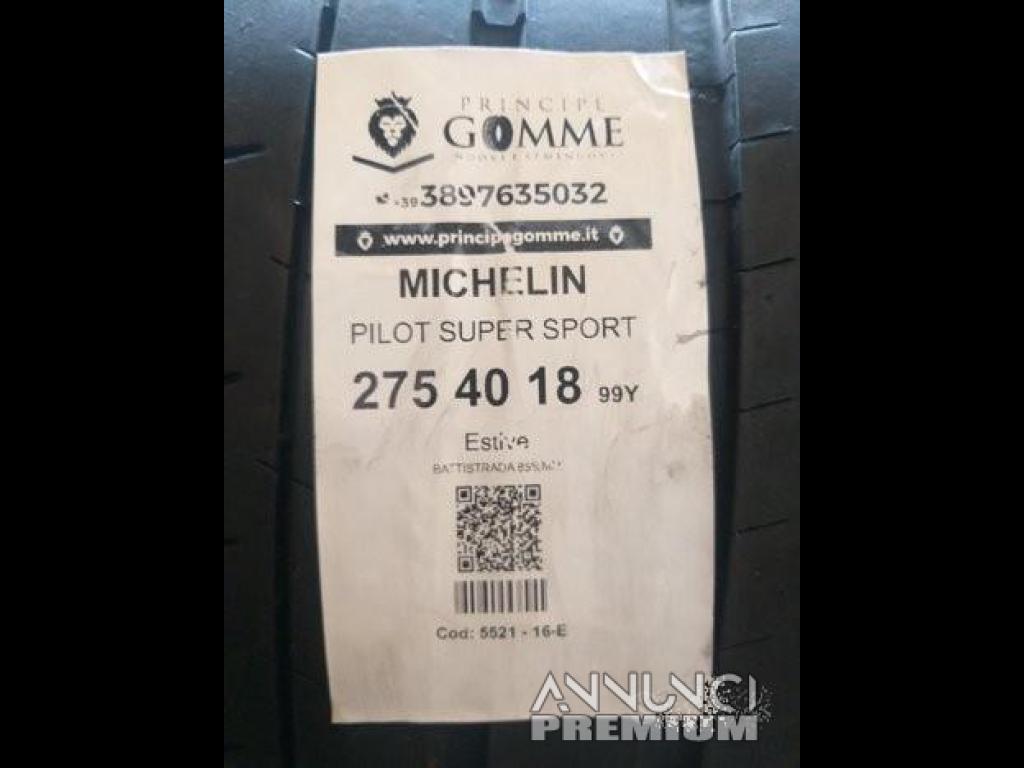 PRINCIPE
GOMME
+39 3897635032
www.principegomme.it
MICHELIN
PILOT SUPER SPORT
275 40 18 99Y
Estive
BATTISTRADA
Cod: 5521 - 16-E
ANNUNCI
PREMIUM